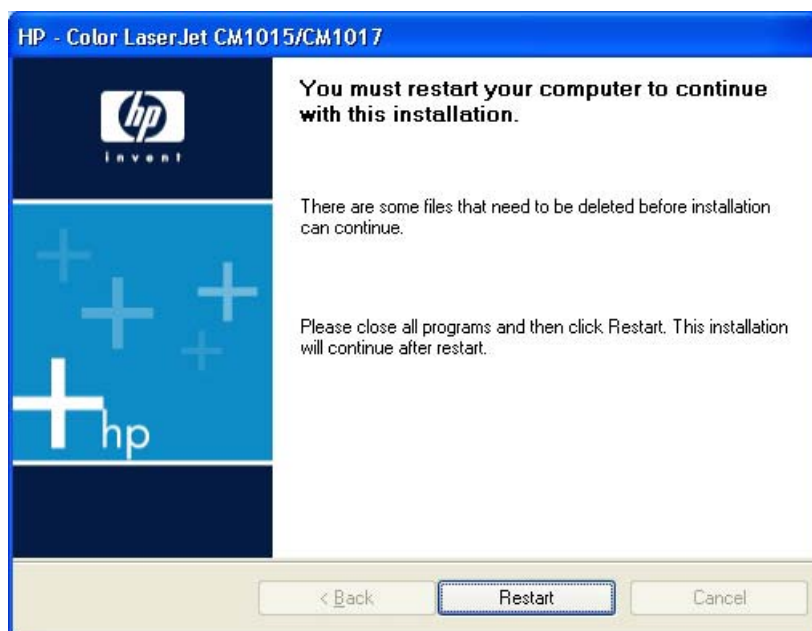 HP - Color LaserJet CM1015/CM1017
hp
invent
You must restart your computer to continue
with this installation.
There are some files that need to be deleted before installation
can continue.
Please close all programs and then click Restart. This installation
will continue after restart.
hp
< Back
Restart
Cancel